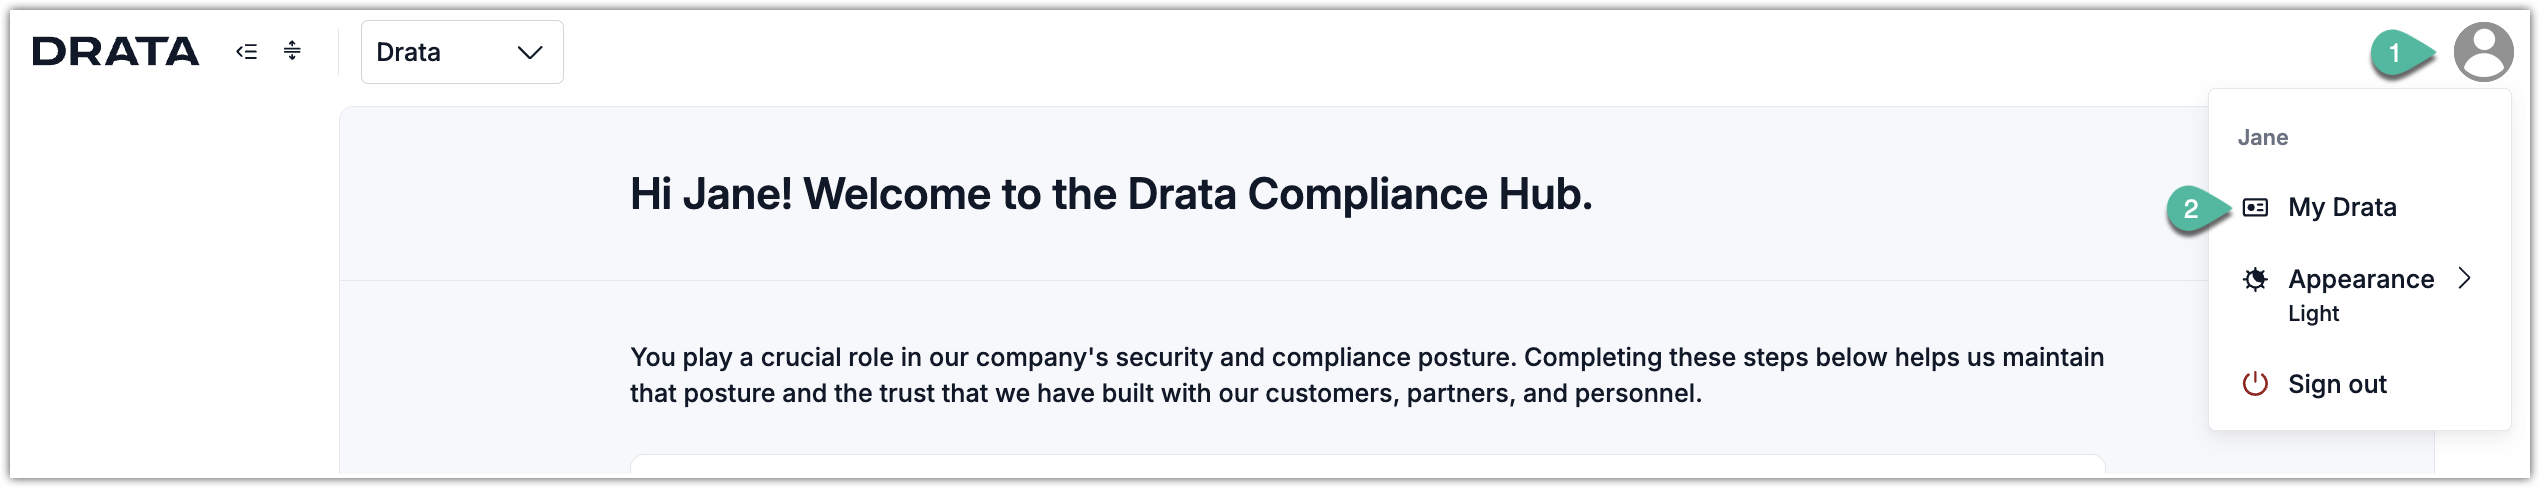 DRATA
Drata
1
Jane
Hi Jane! Welcome to the Drata Compliance Hub.
2
My Drata
Appearance
Light
You play a crucial role in our company's security and compliance posture. Completing these steps below helps us maintain
that posture and the trust that we have built with our customers, partners, and personnel.
Sign out